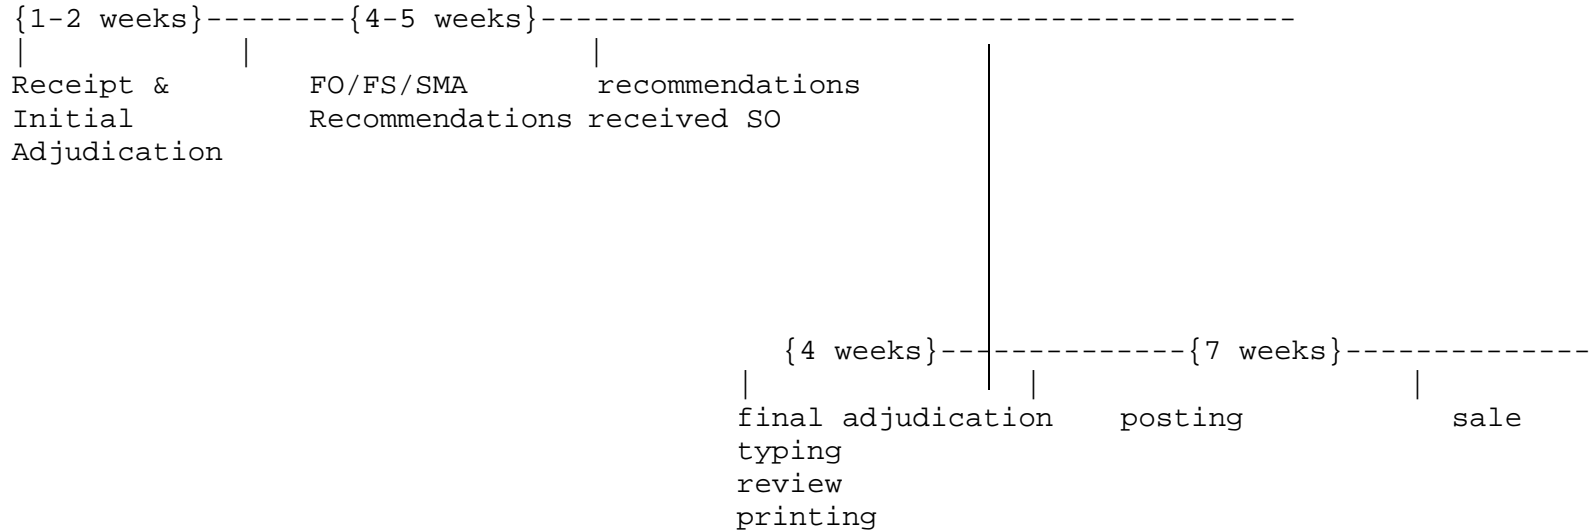 {1-2 weeks}--------{4-5 weeks}-------------------------------------------
| | |
Receipt & FO/FS/SMA recommendations
Initial Recommendations received SO
Adjudication
{4 weeks}--------------{7 weeks}--------------
| | |
final adjudication posting sale
typing
review
printing